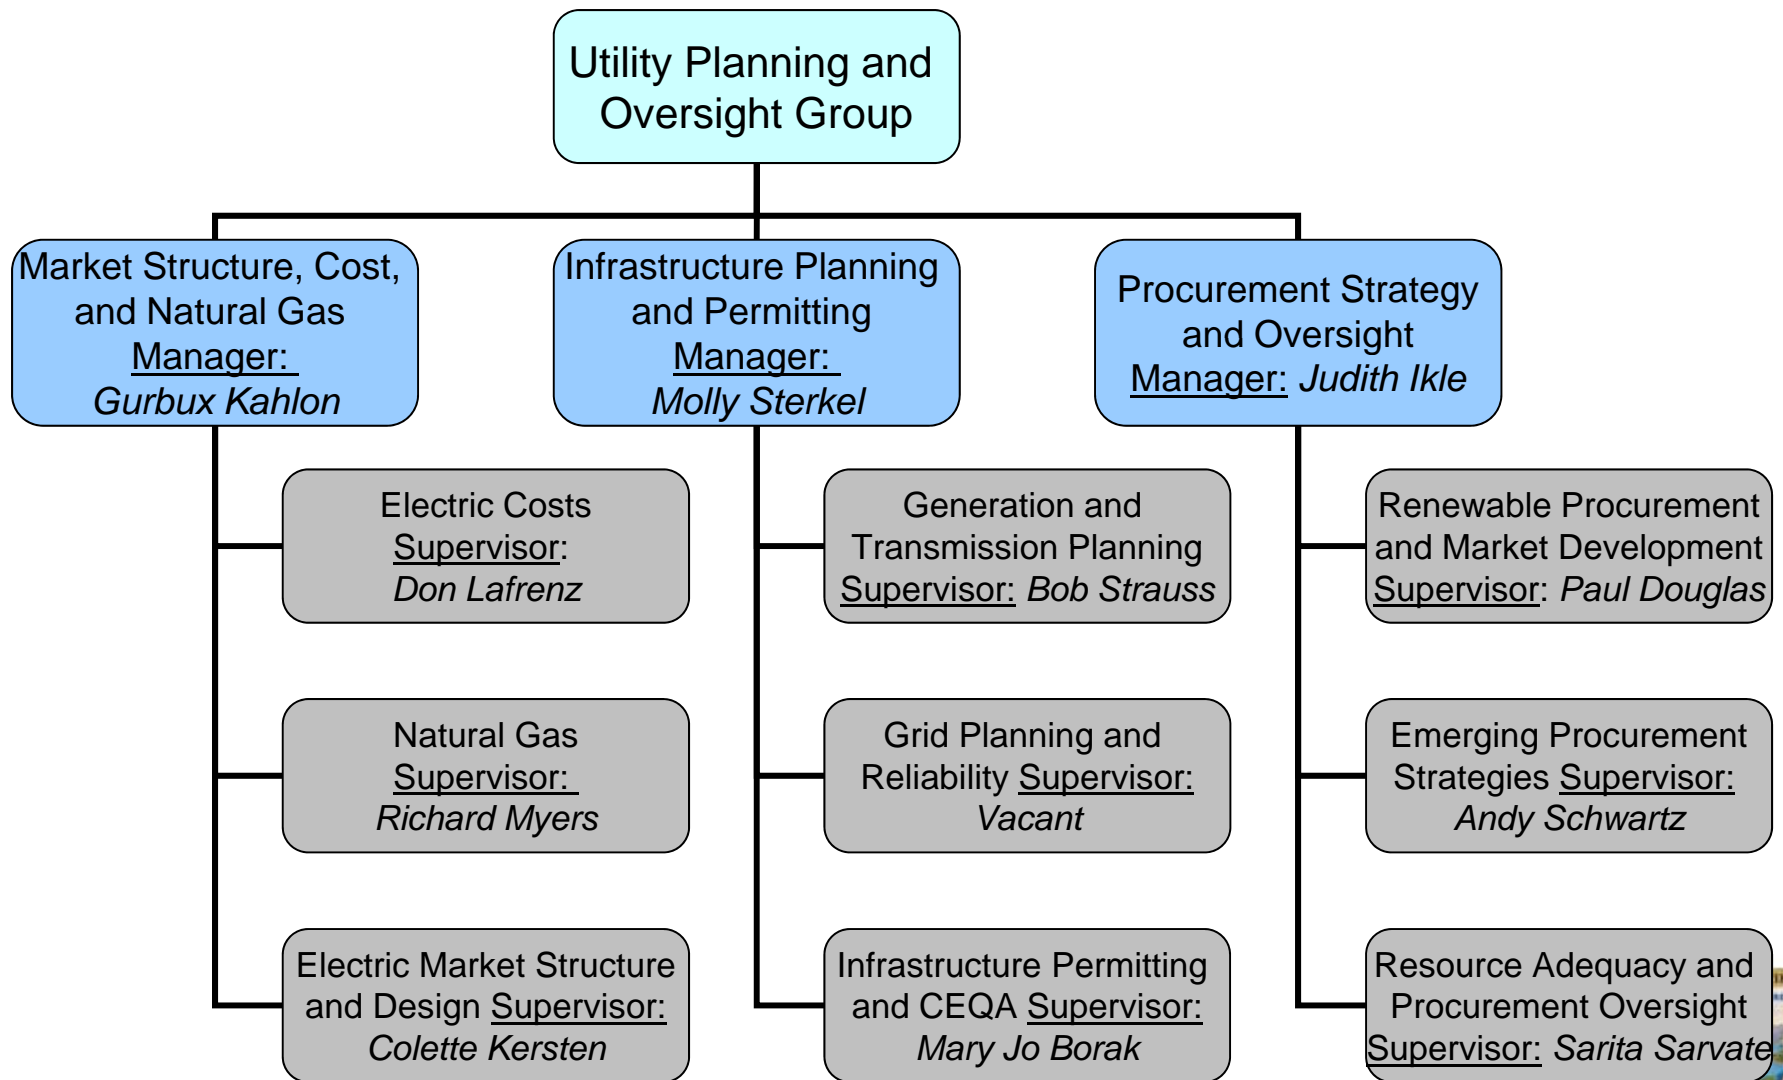 Utility Planning and
Oversight Group
Market Structure, Cost,
and Natural Gas
Manager:
Gurbux Kahlon
Infrastructure Planning
and Permitting
Manager:
Molly Sterkel
Procurement Strategy
and Oversight
Manager: Judith Ikle
Electric Costs
Supervisor:
Don Lafrenz
Generation and
Transmission Planning
Supervisor: Bob Strauss
Renewable Procurement
and Market Development
Supervisor: Paul Douglas
Natural Gas
Supervisor:
Richard Myers
Grid Planning and
Reliability Supervisor:
Vacant
Emerging Procurement
Strategies Supervisor:
Andy Schwartz
Electric Market Structure
and Design Supervisor:
Colette Kersten
Infrastructure Permitting
and CEQA Supervisor:
Mary Jo Borak
Resource Adequacy and
Procurement Oversight
Supervisor: Sarita Sarvate